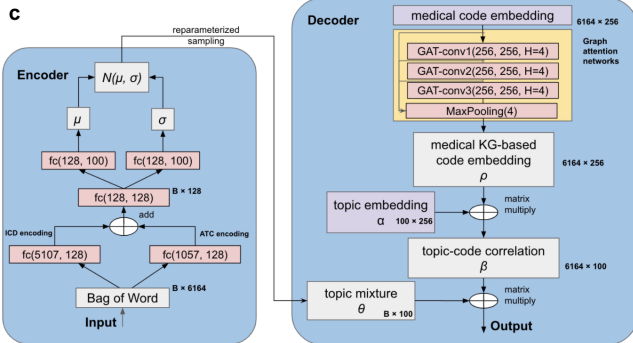 c
reparameterized
sampling
Encoder
N(μ, σ)
μ
σ
fc(128, 100)
fc(128, 100)
fc(128, 128)
B × 128
add
ICD encoding
ATC encoding
fc(5107, 128)
fc(1057, 128)
Bag of Word
B × 6164
Input
Decoder
medical code embedding
6164 × 256
Graph
attention
networks
GAT-conv1(256, 256, H=4)
GAT-conv2(256, 256, H=4)
GAT-conv3(256, 256, H=4)
MaxPooling(4)
medical KG-based
code embedding
ρ
6164 × 256
matrix
multiply
topic embedding
α 100 × 256
topic-code correlation
β
6164 × 100
matrix
multiply
topic mixture
θ
B × 100
Output